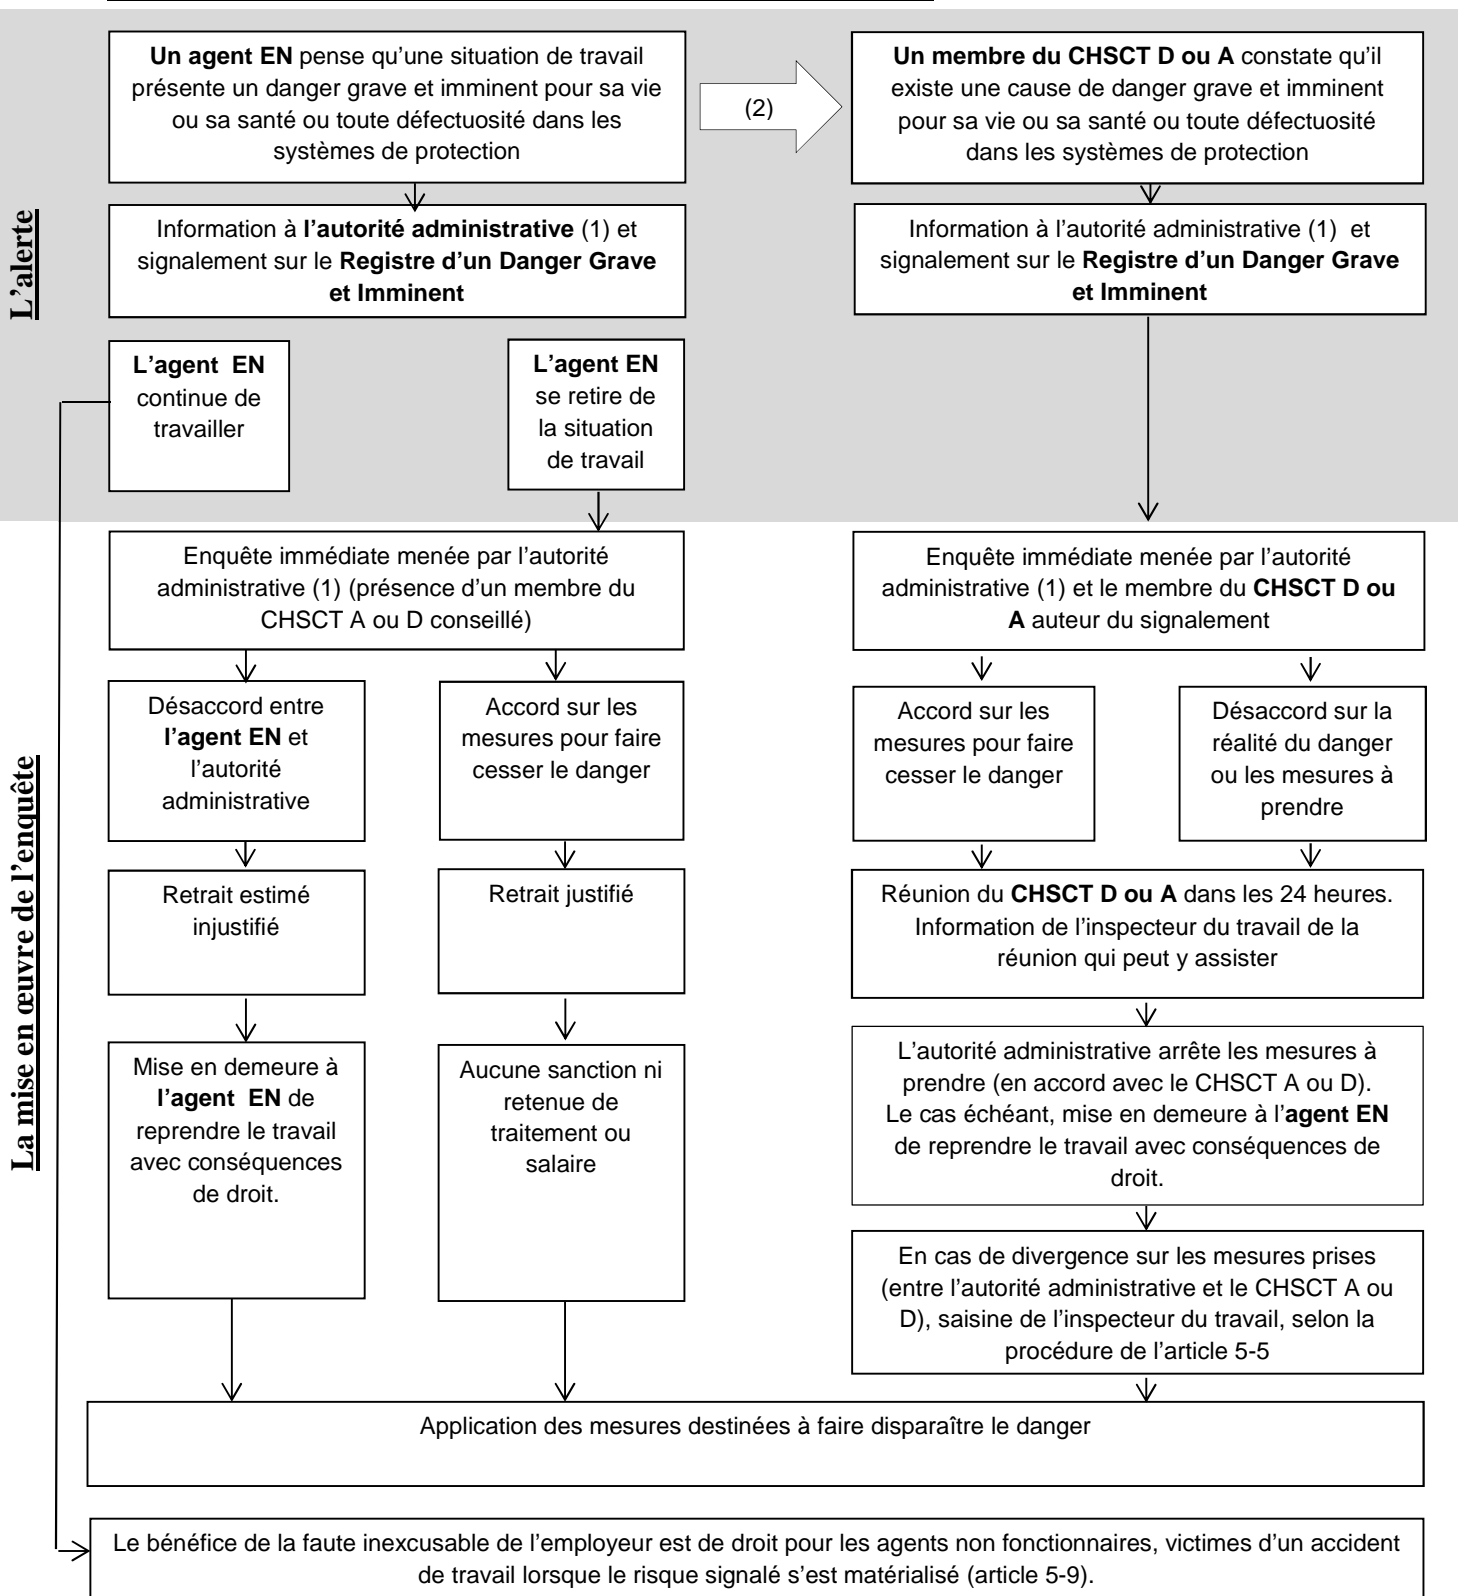 L'alerte
Un agent EN pense qu'une situation de travail
présente un danger grave et imminent pour sa vie
ou sa santé ou toute défectuosité dans les
systèmes de protection
(2)
Un membre du CHSCT D ou A constate qu'il
existe une cause de danger grave et imminent
pour sa vie ou sa santé ou toute défectuosité
dans les systèmes de protection
Information à l'autorité administrative (1) et
signalement sur le Registre d'un Danger Grave
et Imminent
Information à l'autorité administrative (1) et
signalement sur le Registre d'un Danger Grave
et Imminent
L'agent EN
continue de
travailler
L'agent EN
se retire de
la situation
de travail
La mise en œuvre de l'enquête
Enquête immédiate menée par l'autorité
administrative (1) (présence d'un membre du
CHSCT A ou D conseillé)
Enquête immédiate menée par l'autorité
administrative (1) et le membre du CHSCT D ou
A auteur du signalement
Désaccord entre
l'agent EN et
l'autorité
administrative
Accord sur les
mesures pour faire
cesser le danger
Accord sur les
mesures pour faire
cesser le danger
Désaccord sur la
réalité du danger
ou les mesures à
prendre
Retrait estimé
injustifié
Retrait justifié
Réunion du CHSCT D ou A dans les 24 heures.
Information de l'inspecteur du travail de la
réunion qui peut y assister
Mise en demeure à
l'agent EN de
reprendre le travail
avec conséquences
de droit.
Aucune sanction ni
retenue de
traitement ou
salaire
L'autorité administrative arrête les mesures à
prendre (en accord avec le CHSCT A ou D).
Le cas échéant, mise en demeure à l'agent EN
de reprendre le travail avec conséquences de
droit.
En cas de divergence sur les mesures prises
(entre l'autorité administrative et le CHSCT A ou
D), saisine de l'inspecteur du travail, selon la
procédure de l'article 5-5
Application des mesures destinées à faire disparaître le danger
Le bénéfice de la faute inexcusable de l'employeur est de droit pour les agents non fonctionnaires, victimes d'un accident
de travail lorsque le risque signalé s'est matérialisé (article 5-9).